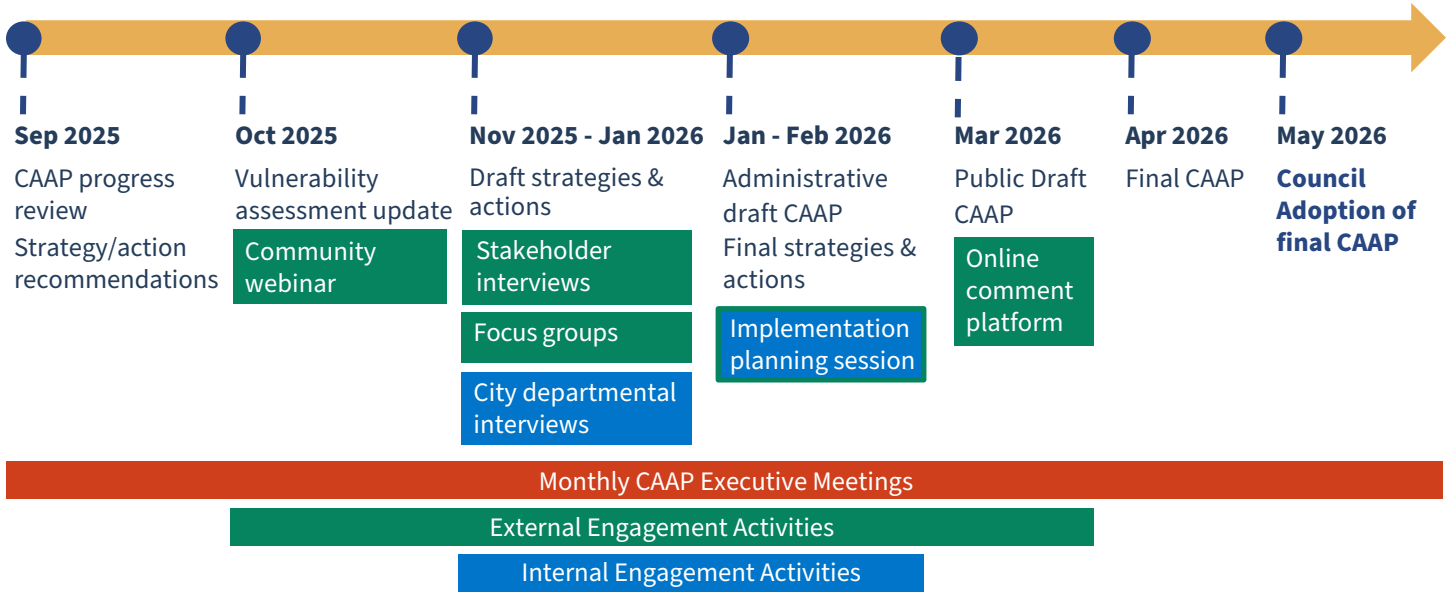 Sep 2025
CAAP progress
review
Strategy/action
recommendations
Oct 2025
Vulnerability
assessment update
Community
webinar
Nov 2025 - Jan 2026
Draft strategies &
actions
Stakeholder
interviews
Focus groups
City departmental
interviews
Jan - Feb 2026
Administrative
draft CAAP
Final strategies &
actions
Implementation
planning session
Mar 2026
Public Draft
CAAP
Online
comment
platform
Apr 2026
Final CAAP
May 2026
Council
Adoption of
final CAAP
Monthly CAAP Executive Meetings
External Engagement Activities
Internal Engagement Activities